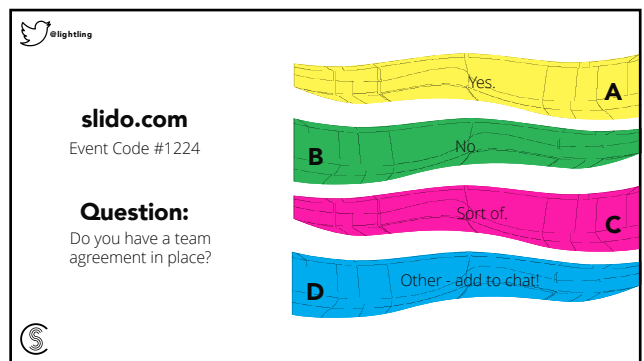 @lightling
slido.com
Event Code #1224
Question:
Do you have a team
agreement in place?
Yes.
A
B
No.
Sort of.
C
D
Other - add to chat!